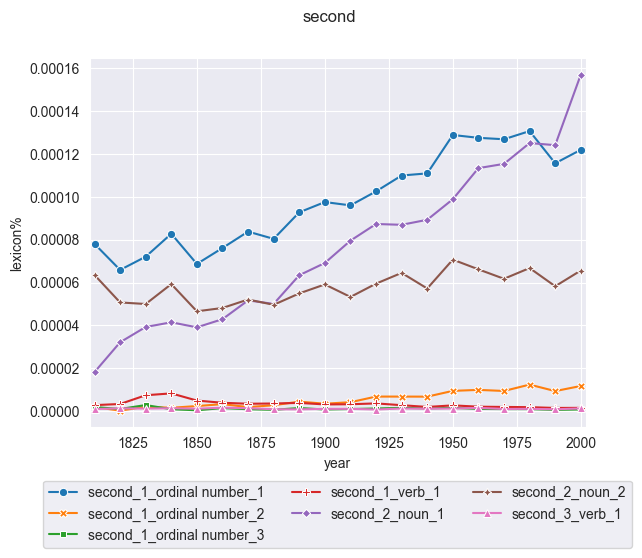 second
0.00016
0.00014
0.00012
0.00010
0.00008
0.00006
0.00004
0.00002
0.00000
lexicon%
1825 1850 1875 1900 1925 1950 1975 2000
year
second_1_ordinal number_1 second_1_verb_1 second_2_noun_2
second_1_ordinal number_2 second_2_noun_1 second_3_verb_1
second_1_ordinal number_3